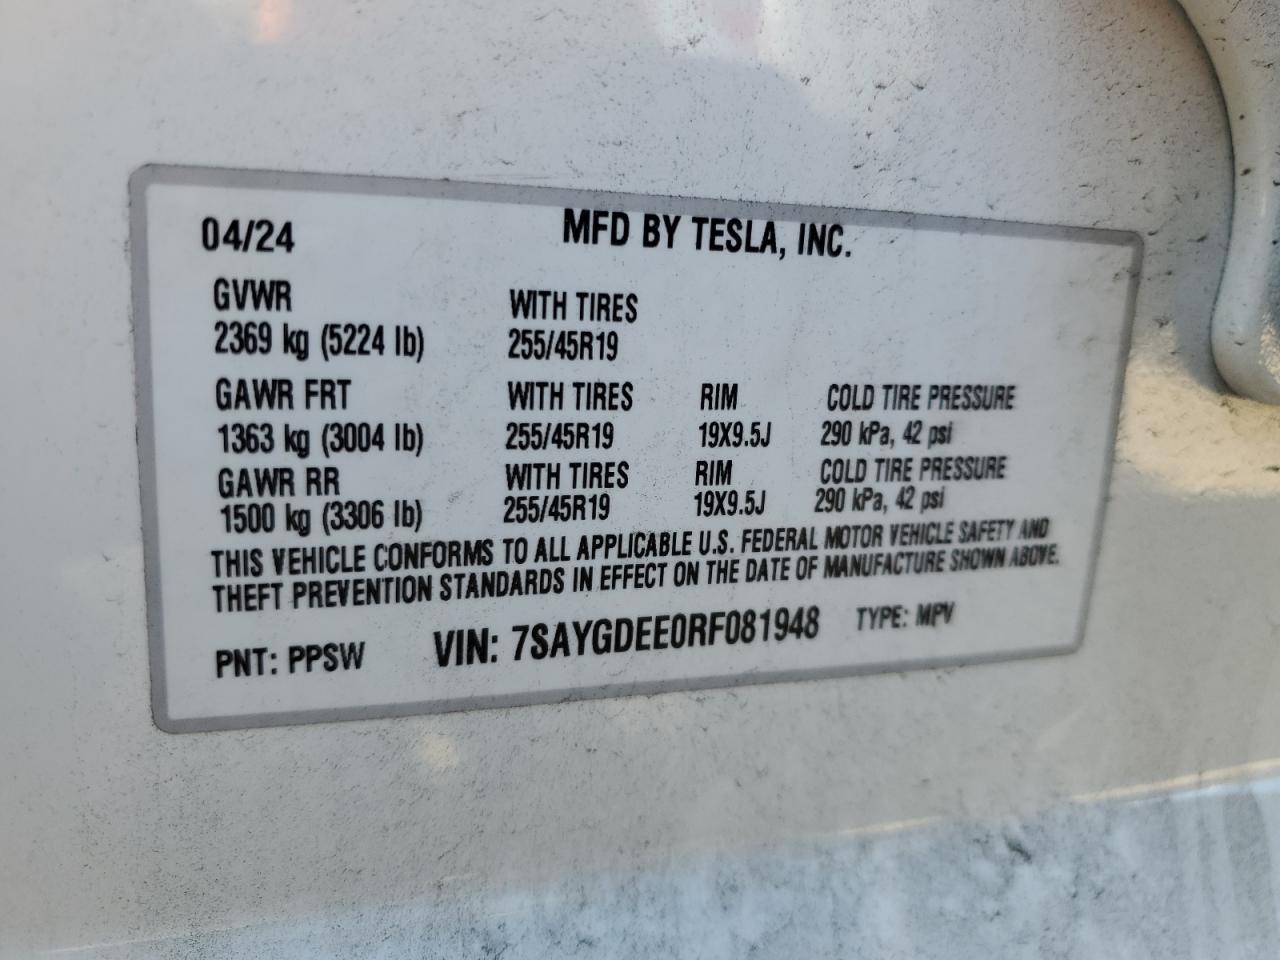 04/24 MFD BY TESLA, INC.
GVWR WITH TIRES
2369 kg (5224 lb) 255/45R19
GAWR FRT WITH TIRES RIM COLD TIRE PRESSURE
1363 kg (3004 lb) 255/45R19 19X9.5J 290 kPa, 42 psi
GAWR RR WITH TIRES RIM COLD TIRE PRESSURE
1500 kg (3306 lb) 255/45R19 19X9.5J 290 kPa, 42 psi
THIS VEHICLE CONFORMS TO ALL APPLICABLE U.S. FEDERAL MOTOR VEHICLE SAFETY AND
THEFT PREVENTION STANDARDS IN EFFECT ON THE DATE OF MANUFACTURE SHOWN ABOVE.
PNT: PPSW VIN: 7SAYGDEE0RF081948 TYPE: MPV